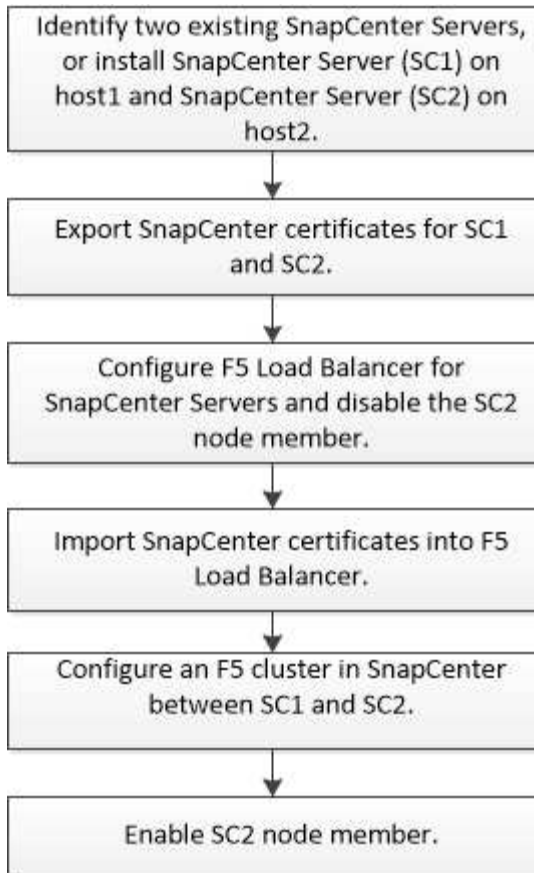 Identify two existing SnapCenter Servers,
or install SnapCenter Server (SC1) on
host1 and SnapCenter Server (SC2) on
host2.
Export SnapCenter certificates for SC1
and SC2.
Configure F5 Load Balancer for
SnapCenter Servers and disable the SC2
node member.
Import SnapCenter certificates into F5
Load Balancer.
Configure an F5 cluster in SnapCenter
between SC1 and SC2.
Enable SC2 node member.